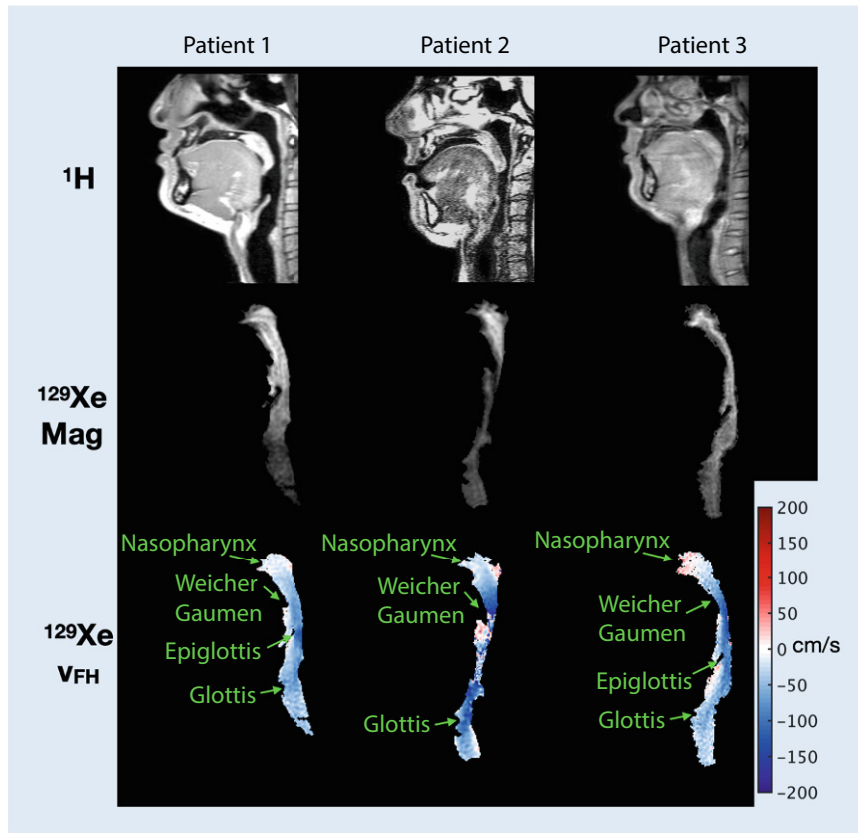 Patient 1 Patient 2 Patient 3
¹H
¹²⁹Xe
Mag
¹²⁹Xe
vFH
Nasopharynx
Weicher
Gaumen
Epiglottis
Glottis
Nasopharynx
Weicher
Gaumen
Glottis
Nasopharynx
Weicher
Gaumen
Epiglottis
Glottis
200
150
100
50
0 cm/s
−50
−100
−150
−200